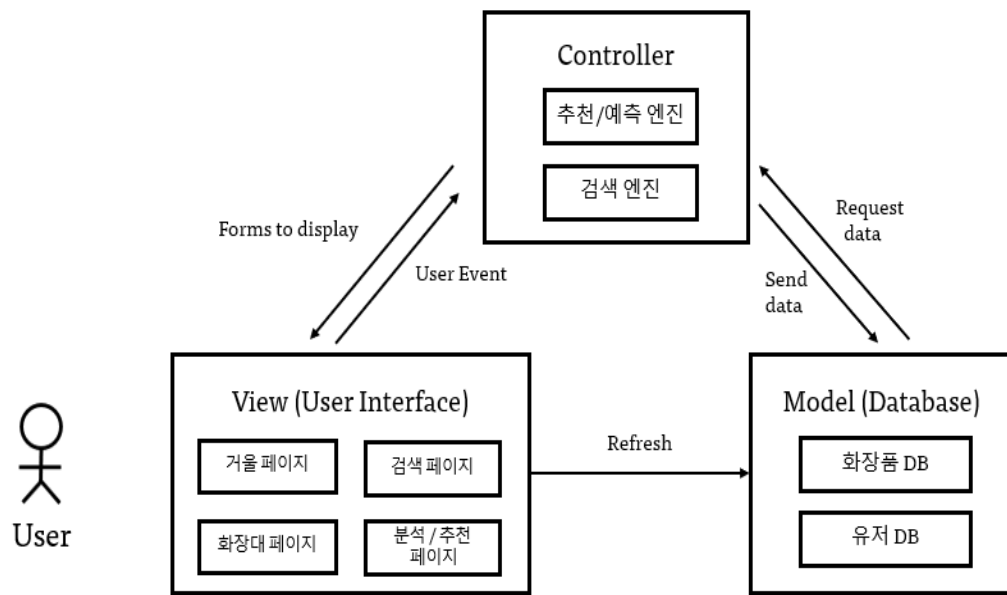 Controller
추천/예측 엔진
검색 엔진
Forms to display
User Event
Request
data
Send
data
View (User Interface)
거울 페이지
검색 페이지
화장대 페이지
분석 / 추천
페이지
Refresh
Model (Database)
화장품 DB
유저 DB
User